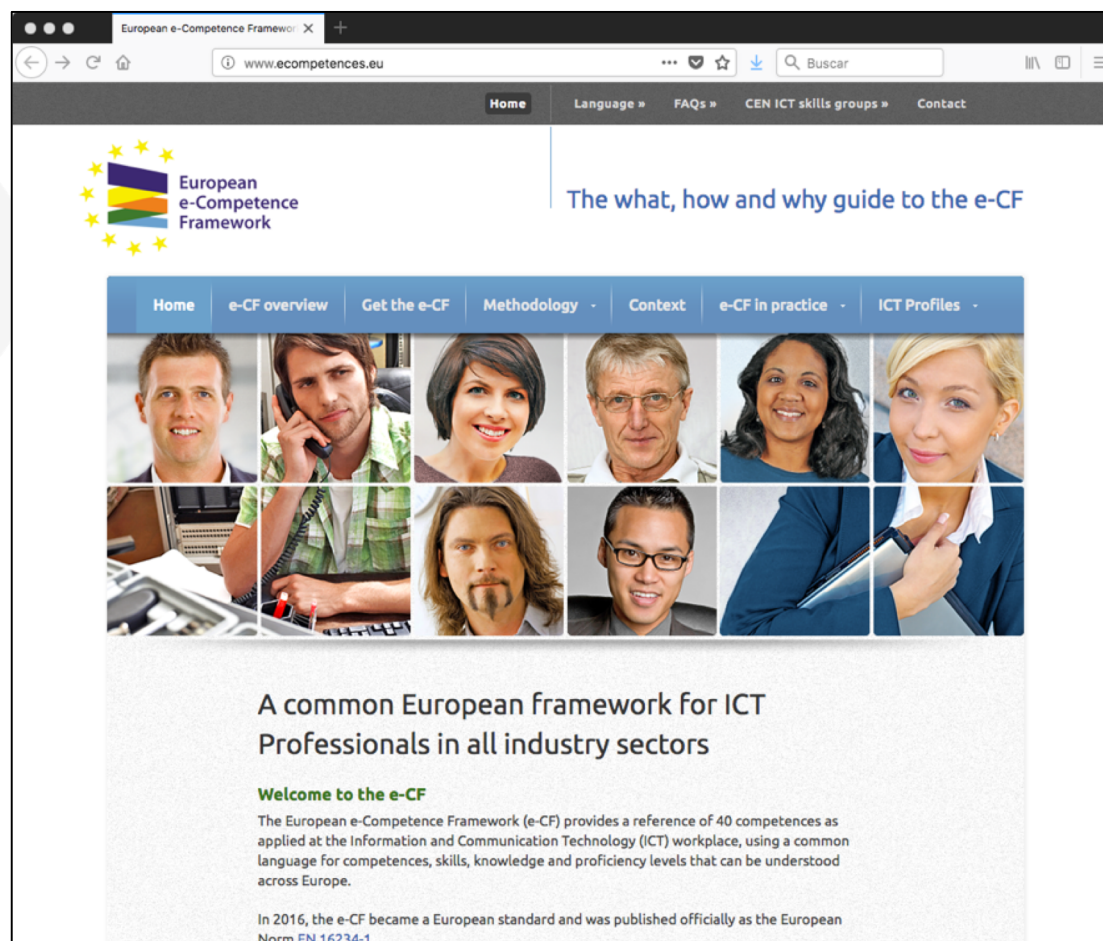 European e-Competence Framewor
www.ecompetences.eu
Buscar
Home Language » FAQs » CEN ICT skills groups » Contact
European
e-Competence
Framework
The what, how and why guide to the e-CF
Home e-CF overview Get the e-CF Methodology Context e-CF in practice ICT Profiles
A common European framework for ICT
Professionals in all industry sectors
Welcome to the e-CF
The European e-Competence Framework (e-CF) provides a reference of 40 competences as
applied at the Information and Communication Technology (ICT) workplace, using a common
language for competences, skills, knowledge and proficiency levels that can be understood
across Europe.
In 2016, the e-CF became a European standard and was published officially as the European
Norm EN 16234-1